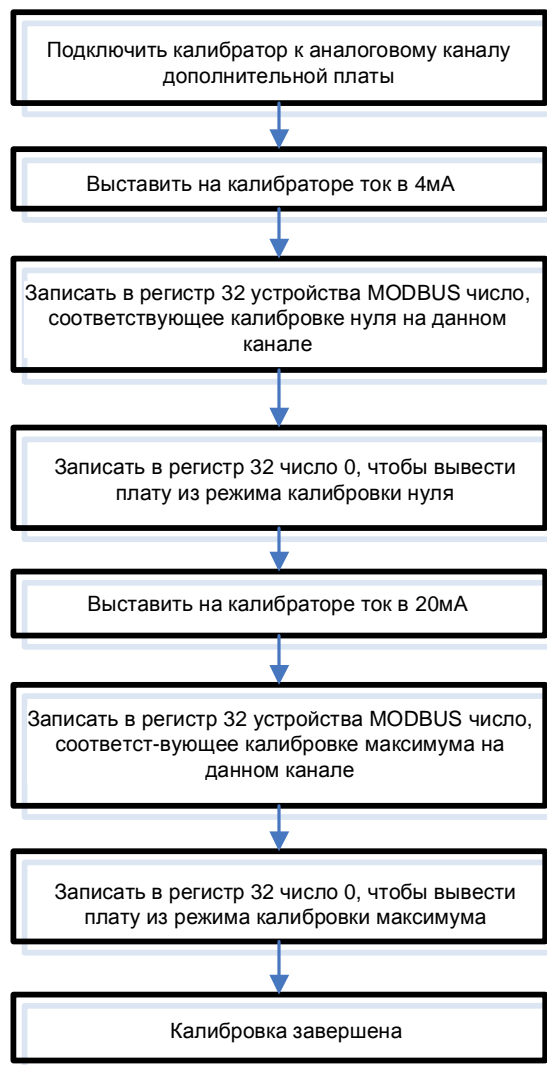 Подключить калибратор к аналоговому каналу
дополнительной платы
Выставить на калибраторе ток в 4мА
Записать в регистр 32 устройства MODBUS число,
соответствующее калибровке нуля на данном
канале
Записать в регистр 32 число 0, чтобы вывести
плату из режима калибровки нуля
Выставить на калибраторе ток в 20мА
Записать в регистр 32 устройства MODBUS число,
соответст-вующее калибровке максимума на
данном канале
Записать в регистр 32 число 0, чтобы вывести
плату из режима калибровки максимума
Калибровка завершена